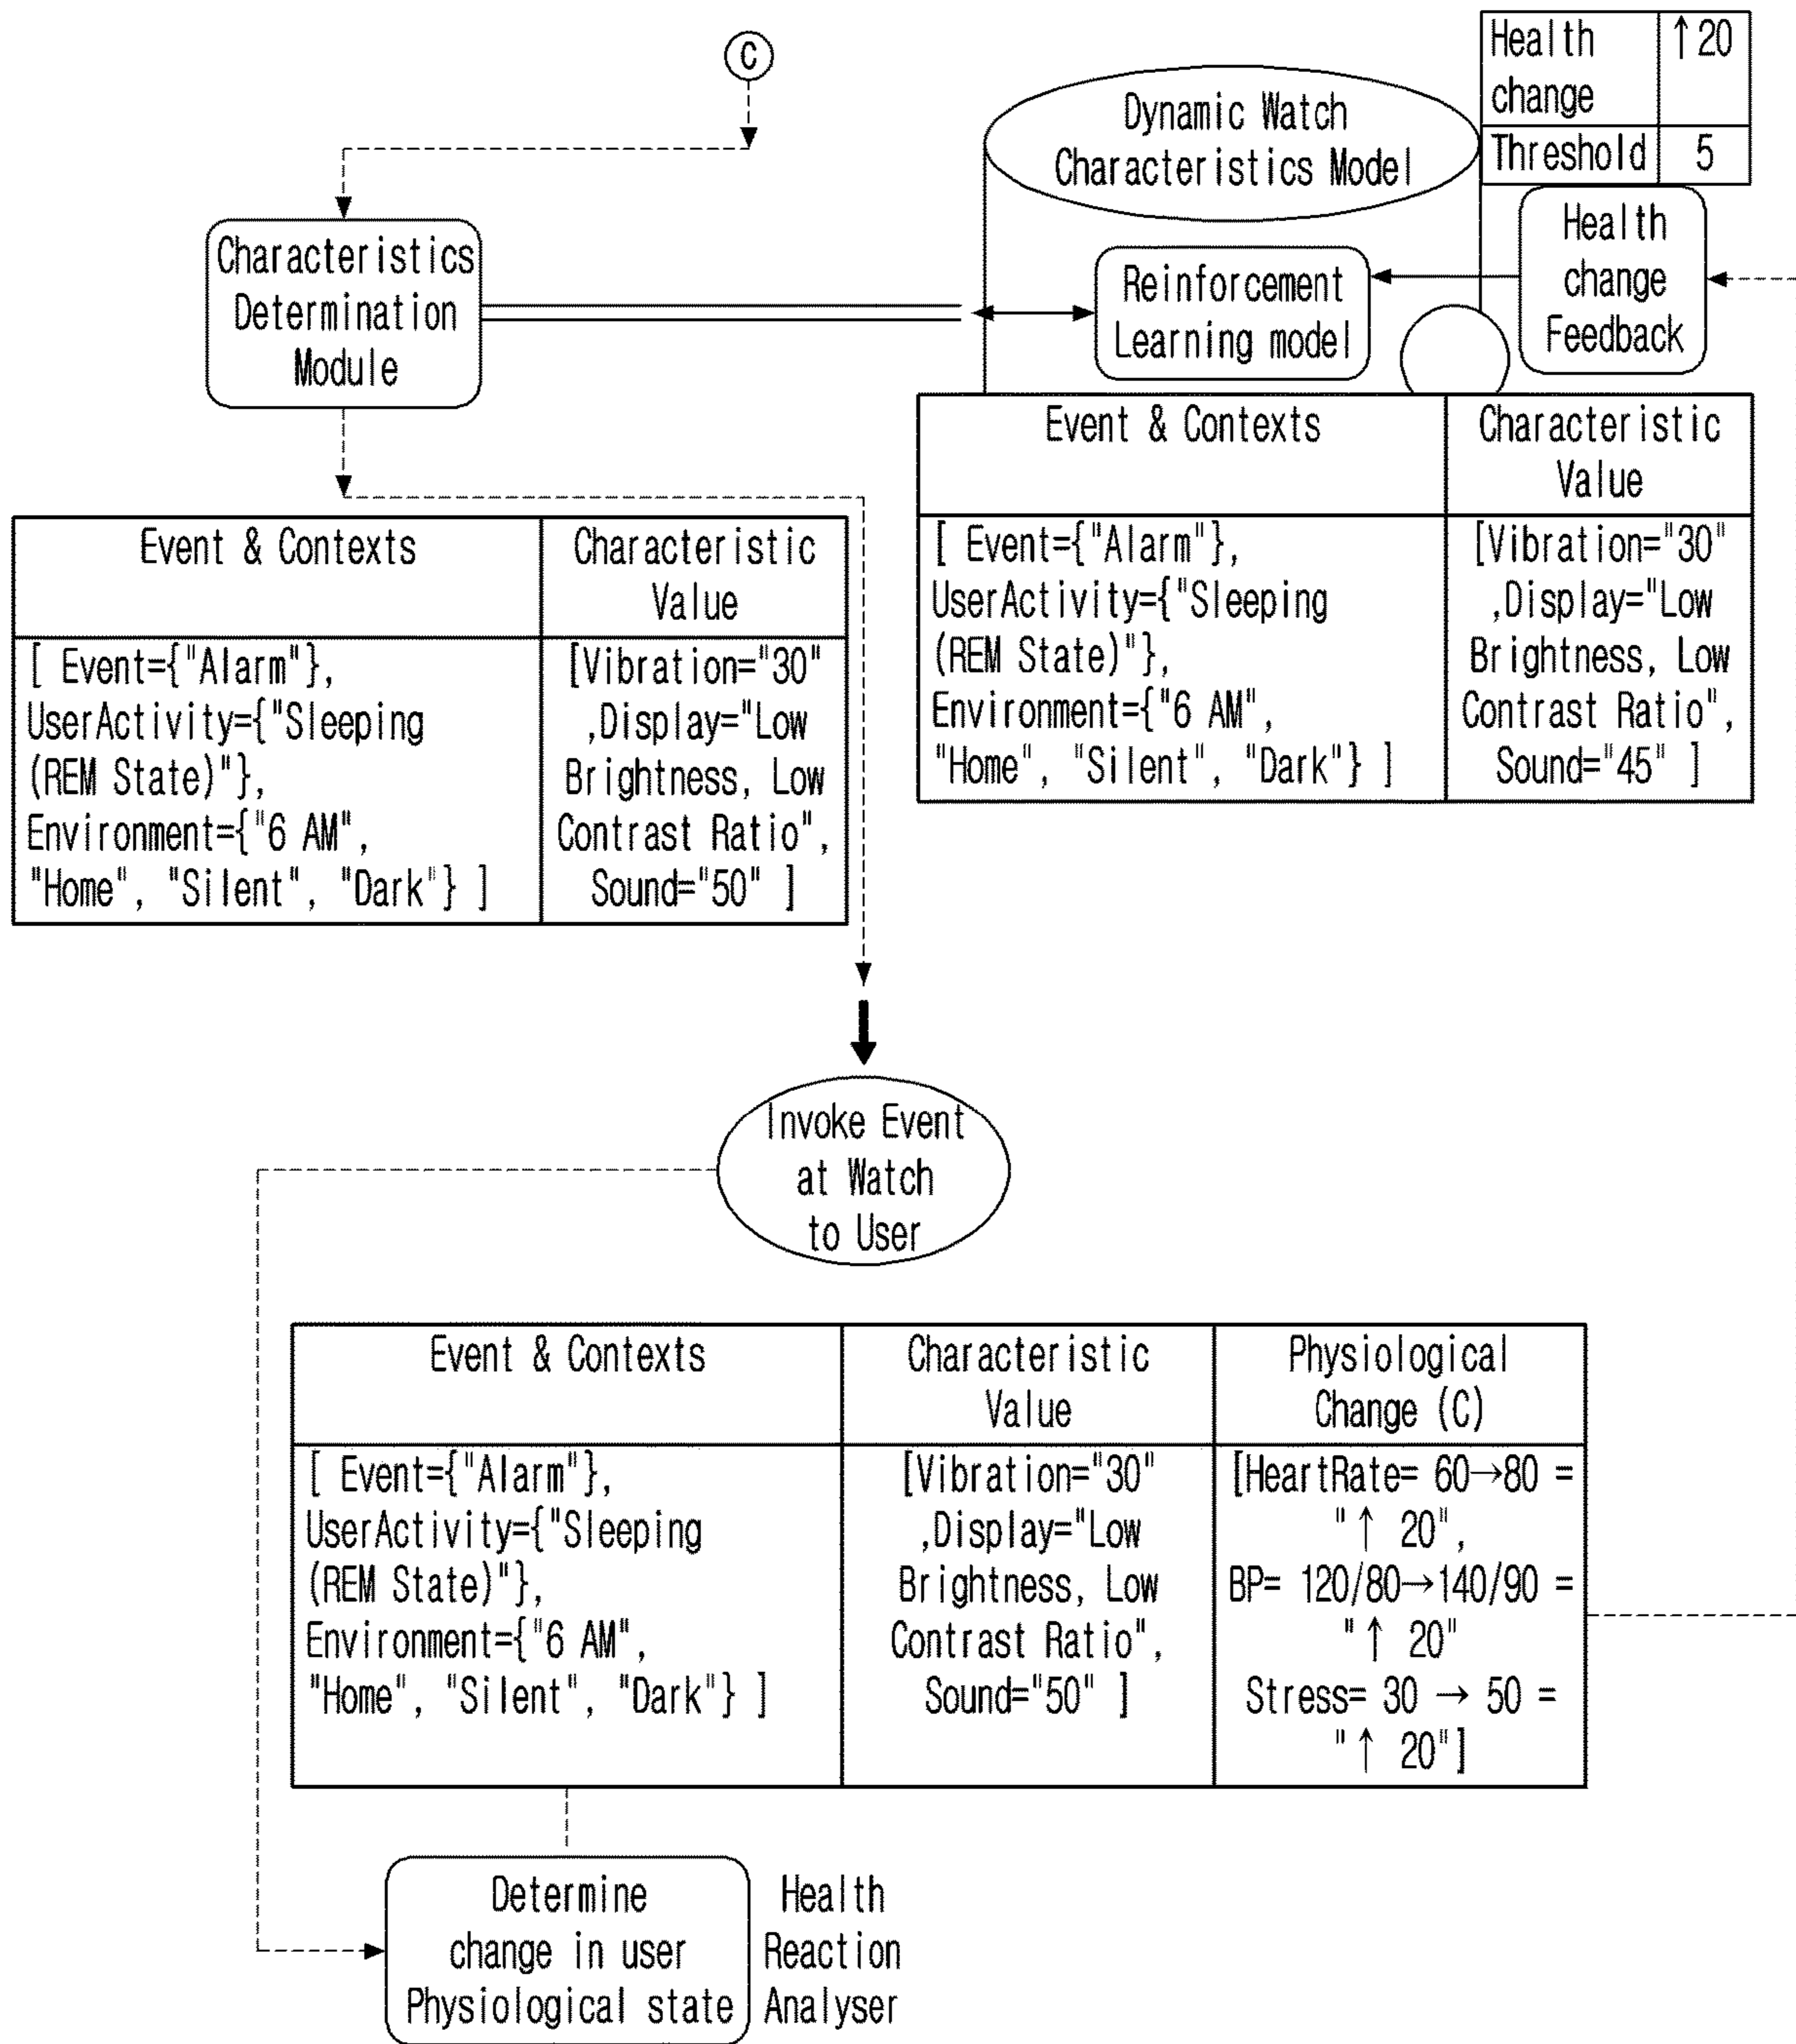 C
Health
change
↑20
Threshold
5
Dynamic Watch
Characteristics Model
Characteristics
Determination
Module
Reinforcement
Learning model
Health
change
Feedback
Event & Contexts
Characteristic
Value
[ Event={"Alarm"},
UserActivity={"Sleeping
(REM State)"},
Environment={"6 AM",
"Home", "Silent", "Dark"} ]
[Vibration="30"
,Display="Low
Brightness, Low
Contrast Ratio",
Sound="45" ]
Event & Contexts
Characteristic
Value
[ Event={"Alarm"},
UserActivity={"Sleeping
(REM State)"},
Environment={"6 AM",
"Home", "Silent", "Dark"} ]
[Vibration="30"
,Display="Low
Brightness, Low
Contrast Ratio",
Sound="50" ]
Invoke Event
at Watch
to User
Event & Contexts
Characteristic
Value
Physiological
Change (C)
[ Event={"Alarm"},
UserActivity={"Sleeping
(REM State)"},
Environment={"6 AM",
"Home", "Silent", "Dark"} ]
[Vibration="30"
,Display="Low
Brightness, Low
Contrast Ratio",
Sound="50" ]
[HeartRate= 60→80 =
"↑ 20",
BP= 120/80→140/90 =
"↑ 20"
Stress= 30 → 50 =
"↑ 20"]
Determine
change in user
Physiological state
Health
Reaction
Analyser